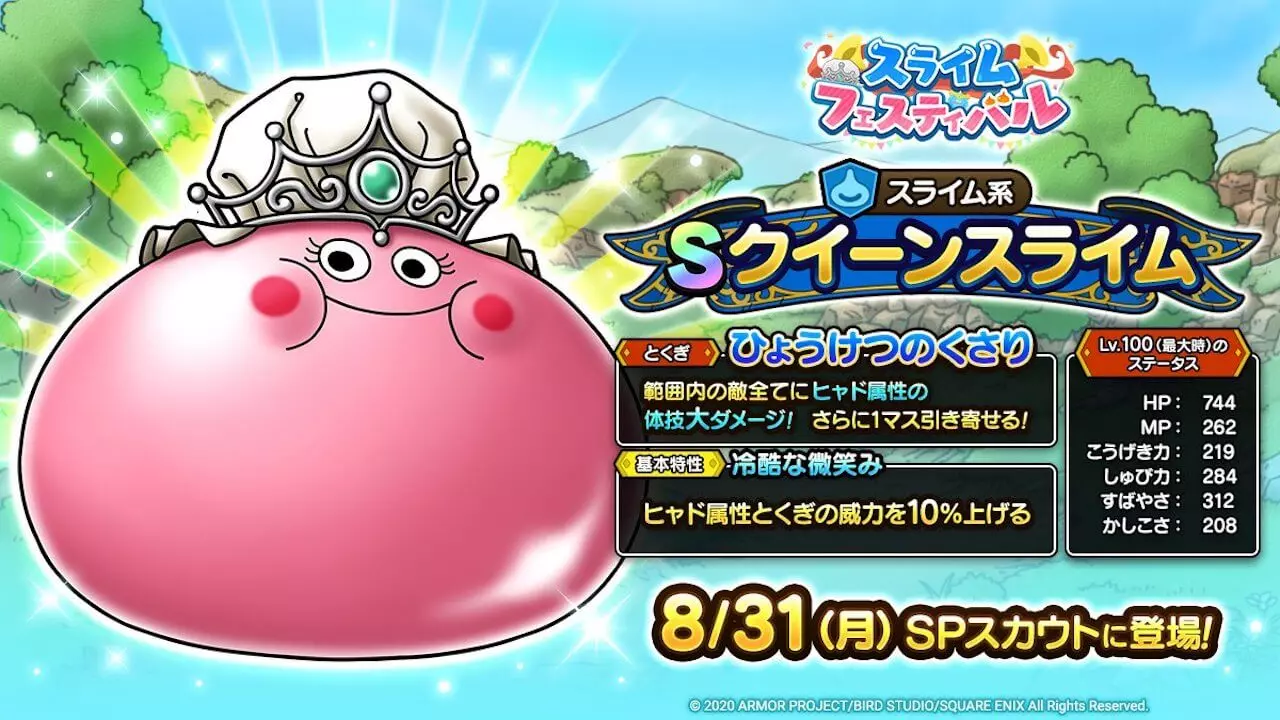 スライム
フェスティバル
スライム系
Sクイーンスライム
とくぎ
ひょうけつのくさり
範囲内の敵全てにヒャド属性の
体技大ダメージ! さらに1マス引き寄せる!
基本特性
冷酷な微笑み
ヒャド属性とくぎの威力を10%上げる
Lv.100(最大時)の
ステータス
HP: 744
MP: 262
こうげき力: 219
しゅび力: 284
すばやさ: 312
かしこさ: 208
8/31(月) SPスカウトに登場!
© 2020 ARMOR PROJECT/BIRD STUDIO/SQUARE ENIX All Rights Reserved.